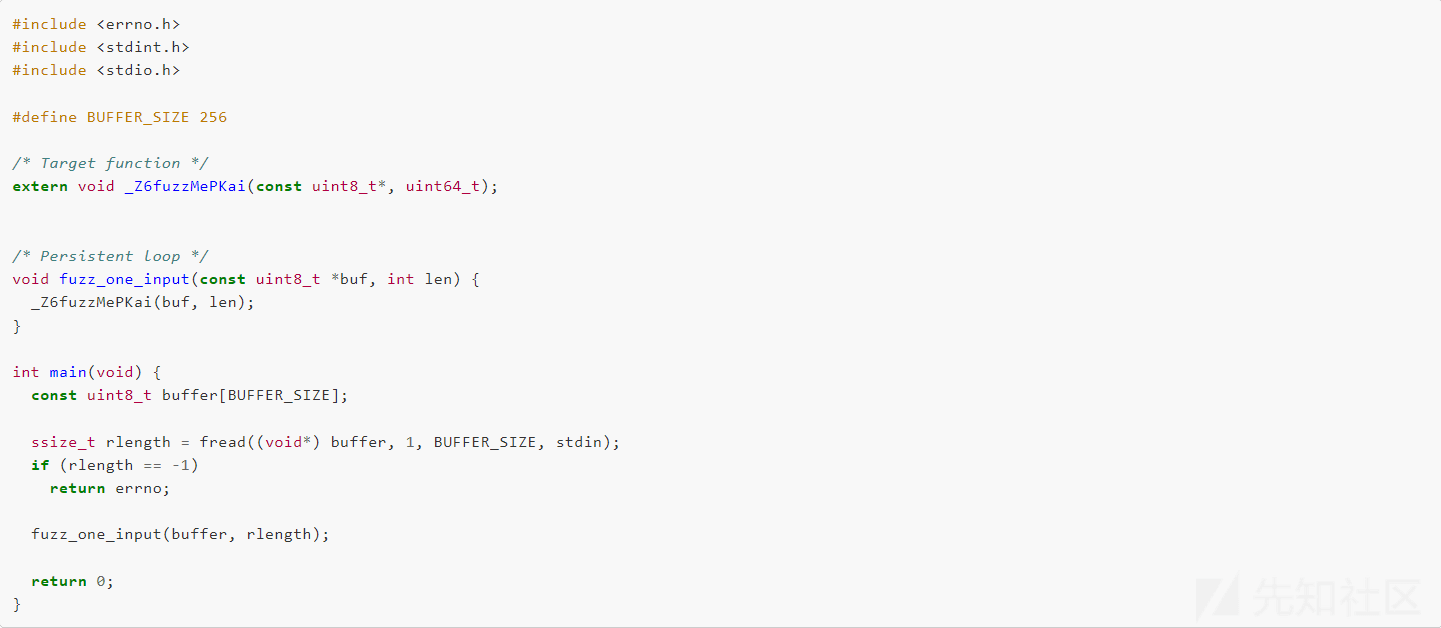 #include <errno.h>
#include <stdint.h>
#include <stdio.h>
#define BUFFER_SIZE 256
/* Target function */
extern void _Z6fuzzMePKai(const uint8_t*, uint64_t);
/* Persistent loop */
void fuzz_one_input(const uint8_t *buf, int len) {
  _Z6fuzzMePKai(buf, len);
}
int main(void) {
  const uint8_t buffer[BUFFER_SIZE];
  ssize_t rlength = fread((void*) buffer, 1, BUFFER_SIZE, stdin);
  if (rlength == -1)
    return errno;
  fuzz_one_input(buffer, rlength);
  return 0;
}
先知社区